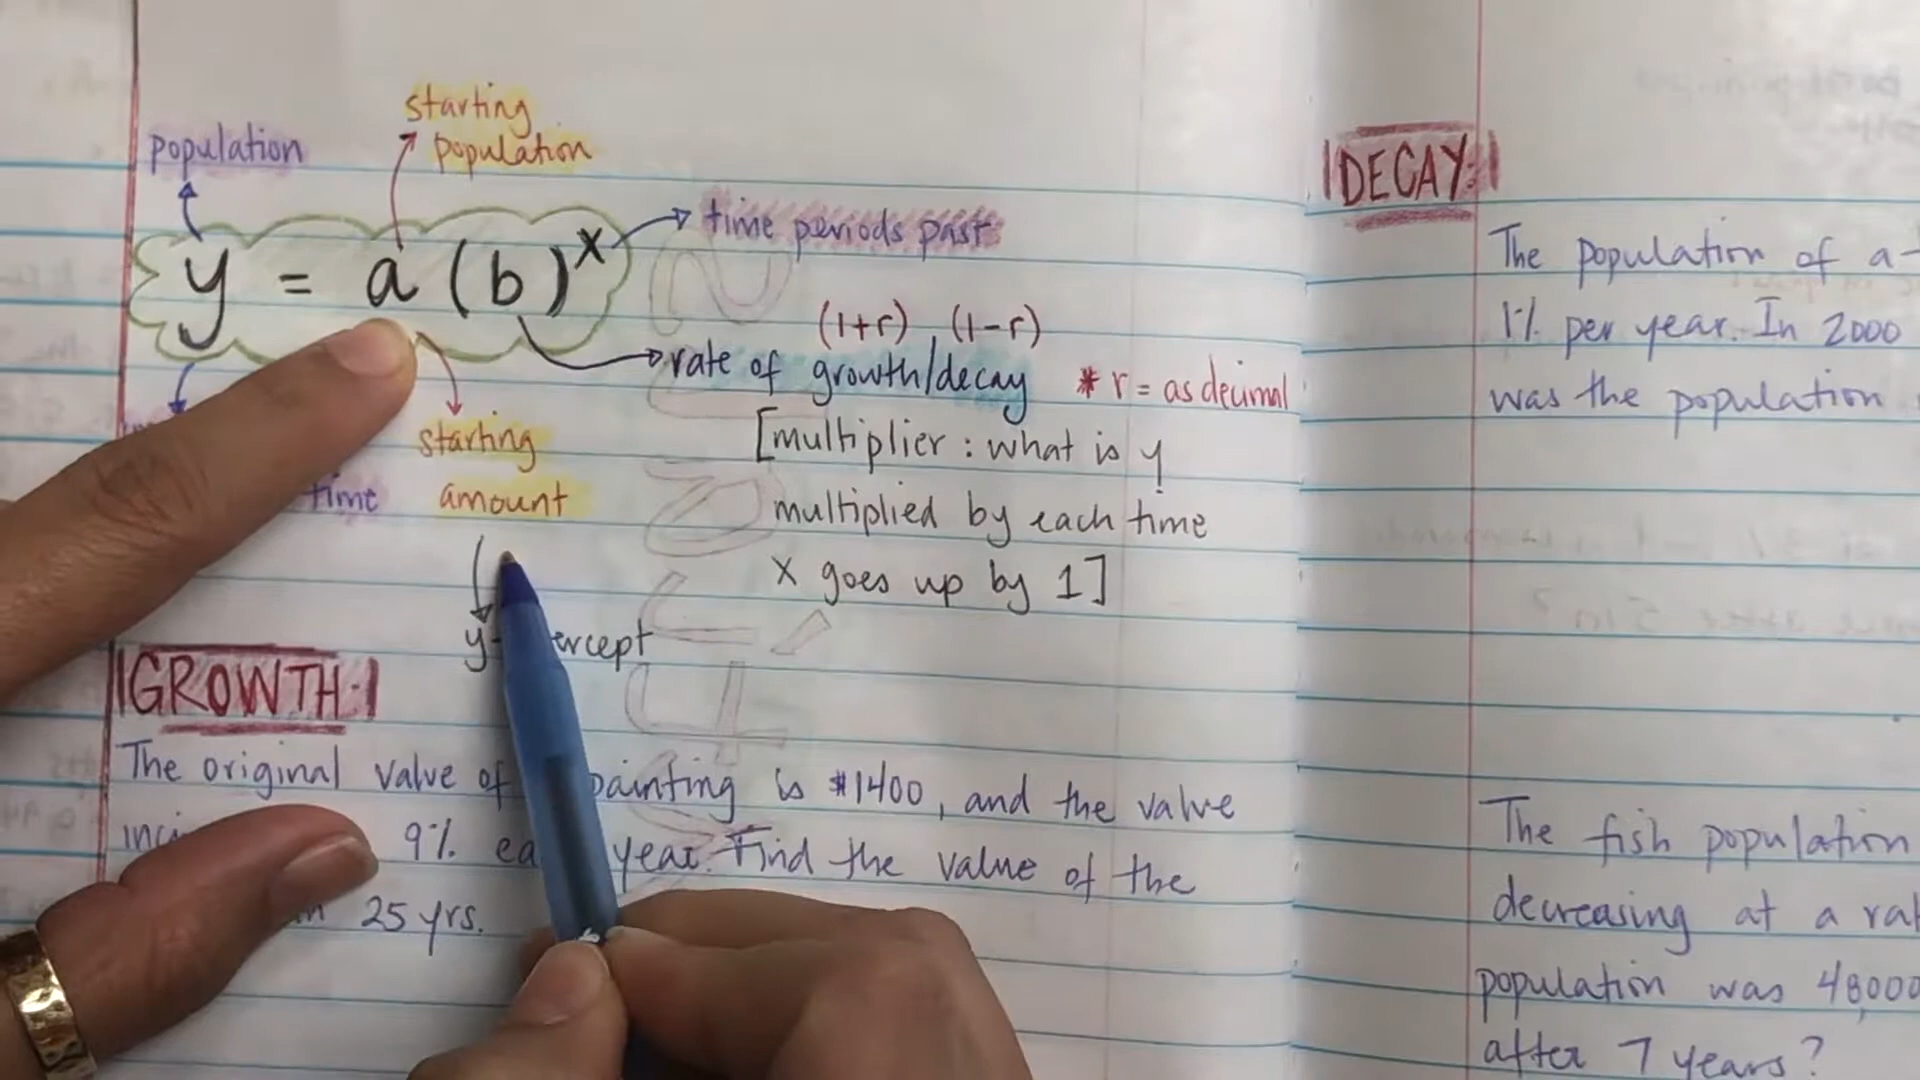 starting
population
population
time periods past
y = a (b)^x
(1+r), (1-r)
rate of growth/decay * r = as decimal
starting
[multiplier: what is y
time
amount
multiplied by each time
x goes up by 1]
y-
ercept
|GROWTH:|
The original value of painting is $1400, and the value
9% year. Find the value of the
25 yrs.
|DECAY:|
The population of a
1% per year. In 2000
was the population
The fish population
decreasing at a
population was 48000
after 7 years?